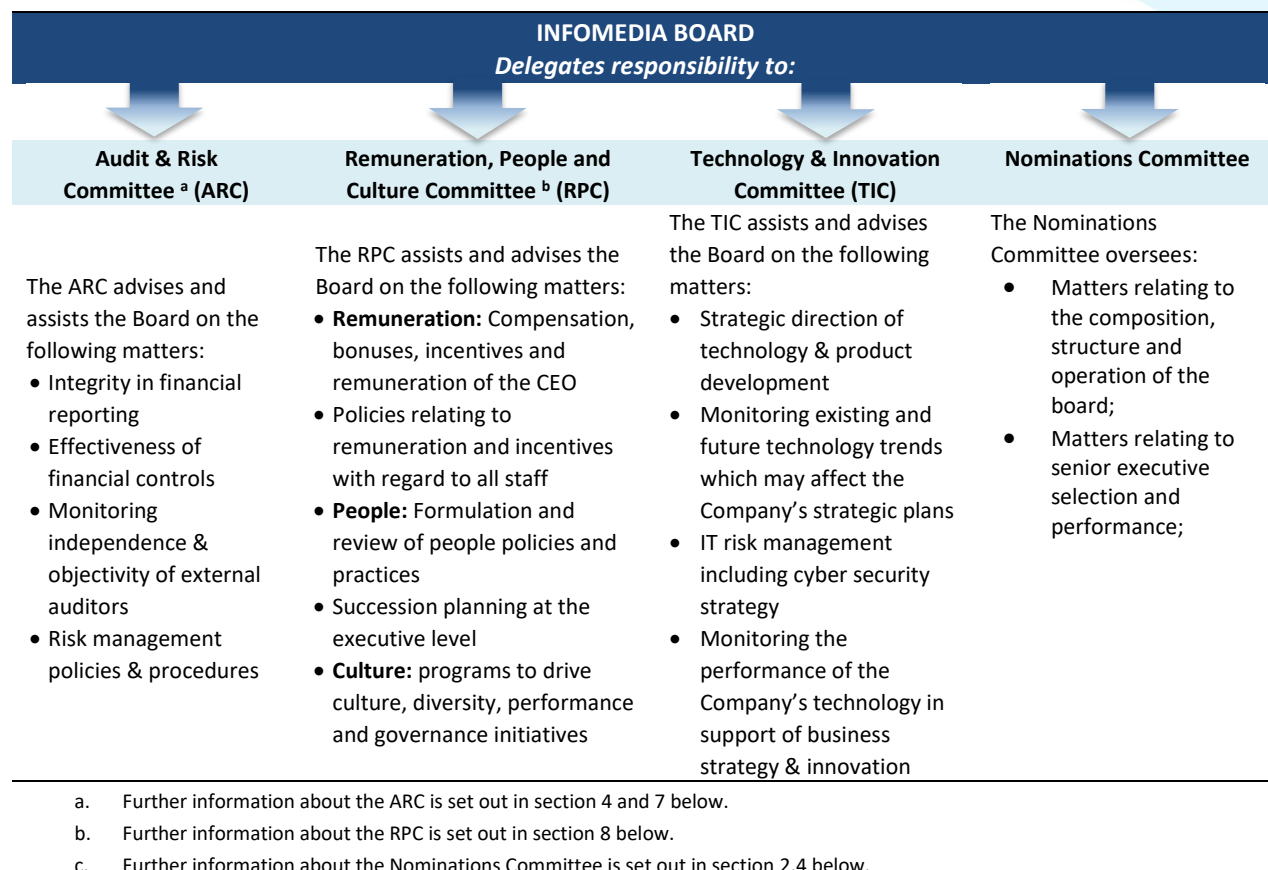 INFOMEDIA BOARD
Delegates responsibility to:
Audit & Risk
Committee a (ARC)
Remuneration, People and
Culture Committee b (RPC)
Technology & Innovation
Committee (TIC)
Nominations Committee
The ARC advises and
assists the Board on the
following matters:
• Integrity in financial
reporting
• Effectiveness of
financial controls
• Monitoring
independence &
objectivity of external
auditors
• Risk management
policies & procedures
The RPC assists and advises the
Board on the following matters:
• Remuneration: Compensation,
bonuses, incentives and
remuneration of the CEO
• Policies relating to
remuneration and incentives
with regard to all staff
• People: Formulation and
review of people policies and
practices
• Succession planning at the
executive level
• Culture: programs to drive
culture, diversity, performance
and governance initiatives
The TIC assists and advises
the Board on the following
matters:
• Strategic direction of
technology & product
development
• Monitoring existing and
future technology trends
which may affect the
Company’s strategic plans
• IT risk management
including cyber security
strategy
• Monitoring the
performance of the
Company’s technology in
support of business
strategy & innovation
The Nominations
Committee oversees:
• Matters relating to
the composition,
structure and
operation of the
board;
• Matters relating to
senior executive
selection and
performance;
a. Further information about the ARC is set out in section 4 and 7 below.
b. Further information about the RPC is set out in section 8 below.
c. Further information about the Nominations Committee is set out in section 2.4 below.